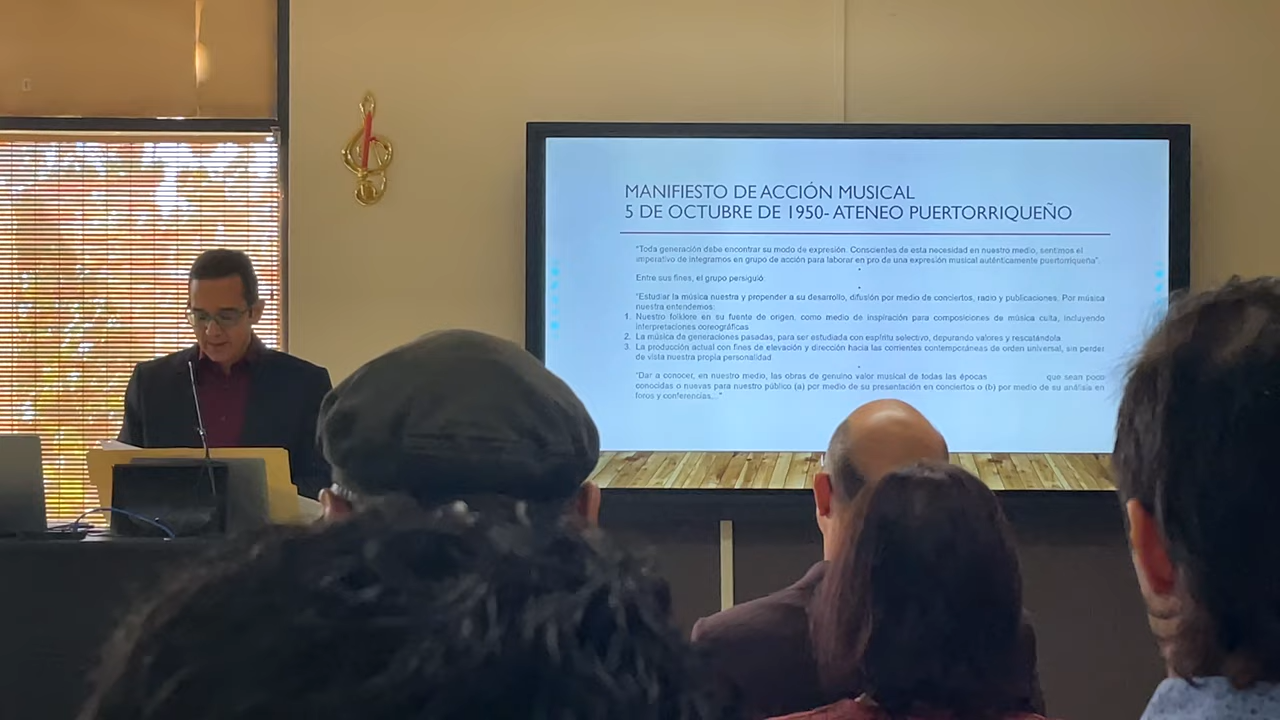 MANIFIESTO DE ACCIÓN MUSICAL
5 DE OCTUBRE DE 1950- ATENEO PUERTORRIQUEÑO
"Toda generación debe encontrar su modo de expresión. Conscientes de esta necesidad en nuestro medio, sentimos el
imperativo de integrarnos en grupo de acción para laborar en pro de una expresión musical auténticamente puertorriqueña".
Entre sus fines, el grupo persiguió:
"Estudiar la música nuestra y propender a su desarrollo, difusión por medio de conciertos, radio y publicaciones. Por música
nuestra entendemos:
1. Nuestro folklore en su fuente de origen, como medio de inspiración para composiciones de música culta, incluyendo
interpretaciones coreográficas
2. La música de generaciones pasadas, para ser estudiada con espíritu selectivo, depurando valores y rescatándola
3. La producción actual con fines de elevación y dirección hacia las corrientes contemporáneas de orden universal, sin perder
de vista nuestra propia personalidad
"Dar a conocer, en nuestro medio, las obras de genuino valor musical de todas las épocas que sean poco
conocidas o nuevas para nuestro público (a) por medio de su presentación en conciertos o (b) por medio de su análisis en
foros y conferencias..."